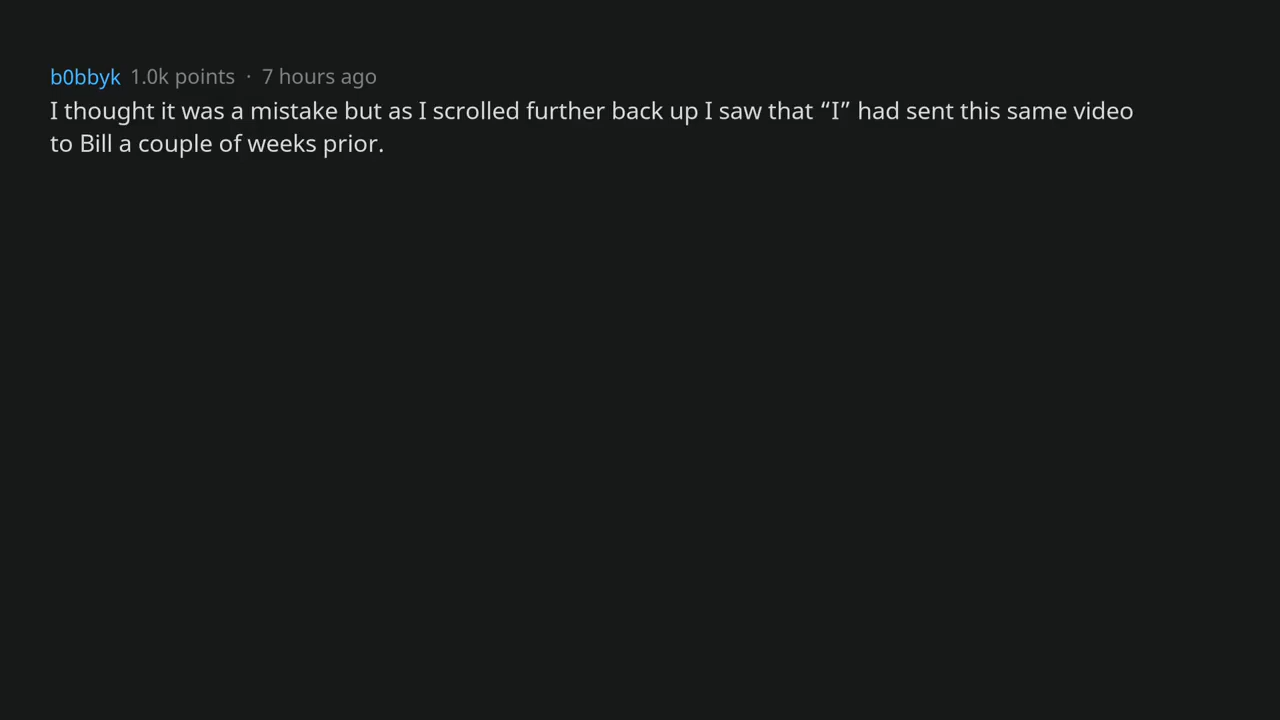 b0bbyk 1.0k points · 7 hours ago
I thought it was a mistake but as I scrolled further back up I saw that “I” had sent this same video
to Bill a couple of weeks prior.